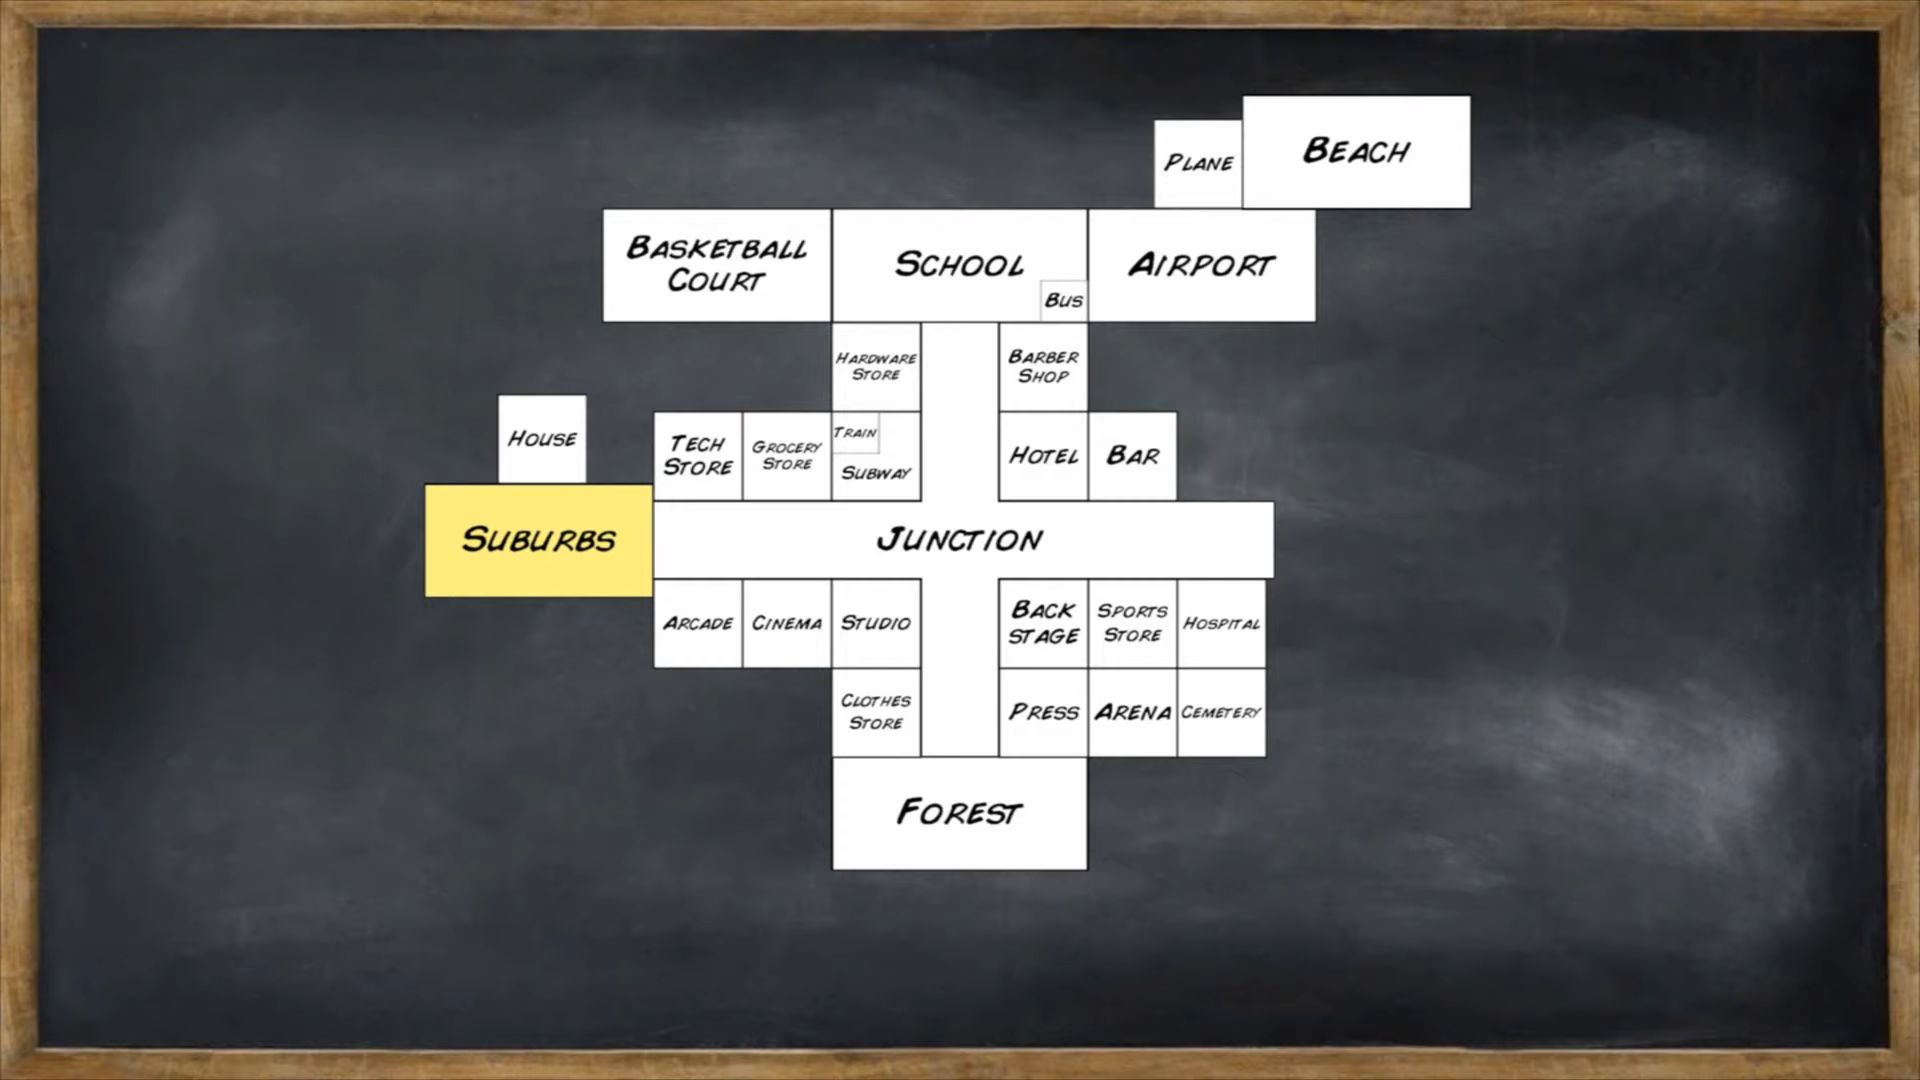 BEACH
PLANE
BASKETBALL
COURT
SCHOOL
AIRPORT
BUS
HARDWARE
STORE
BARBER
SHOP
HOUSE
TECH
STORE
GROCERY
STORE
TRAIN
SUBWAY
HOTEL
BAR
SUBURBS
JUNCTION
ARCADE
CINEMA
STUDIO
BACK
STAGE
SPORTS
STORE
HOSPITAL
CLOTHES
STORE
PRESS
ARENA
CEMETERY
FOREST